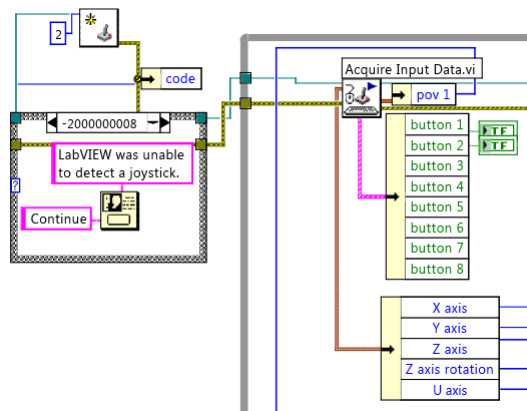 2
code
-2000000008
LabVIEW was unable
to detect a joystick.
?
Continue
Acquire Input Data.vi
pov 1
button 1
TF
button 2
TF
button 3
button 4
button 5
button 6
button 7
button 8
X axis
Y axis
Z axis
Z axis rotation
U axis